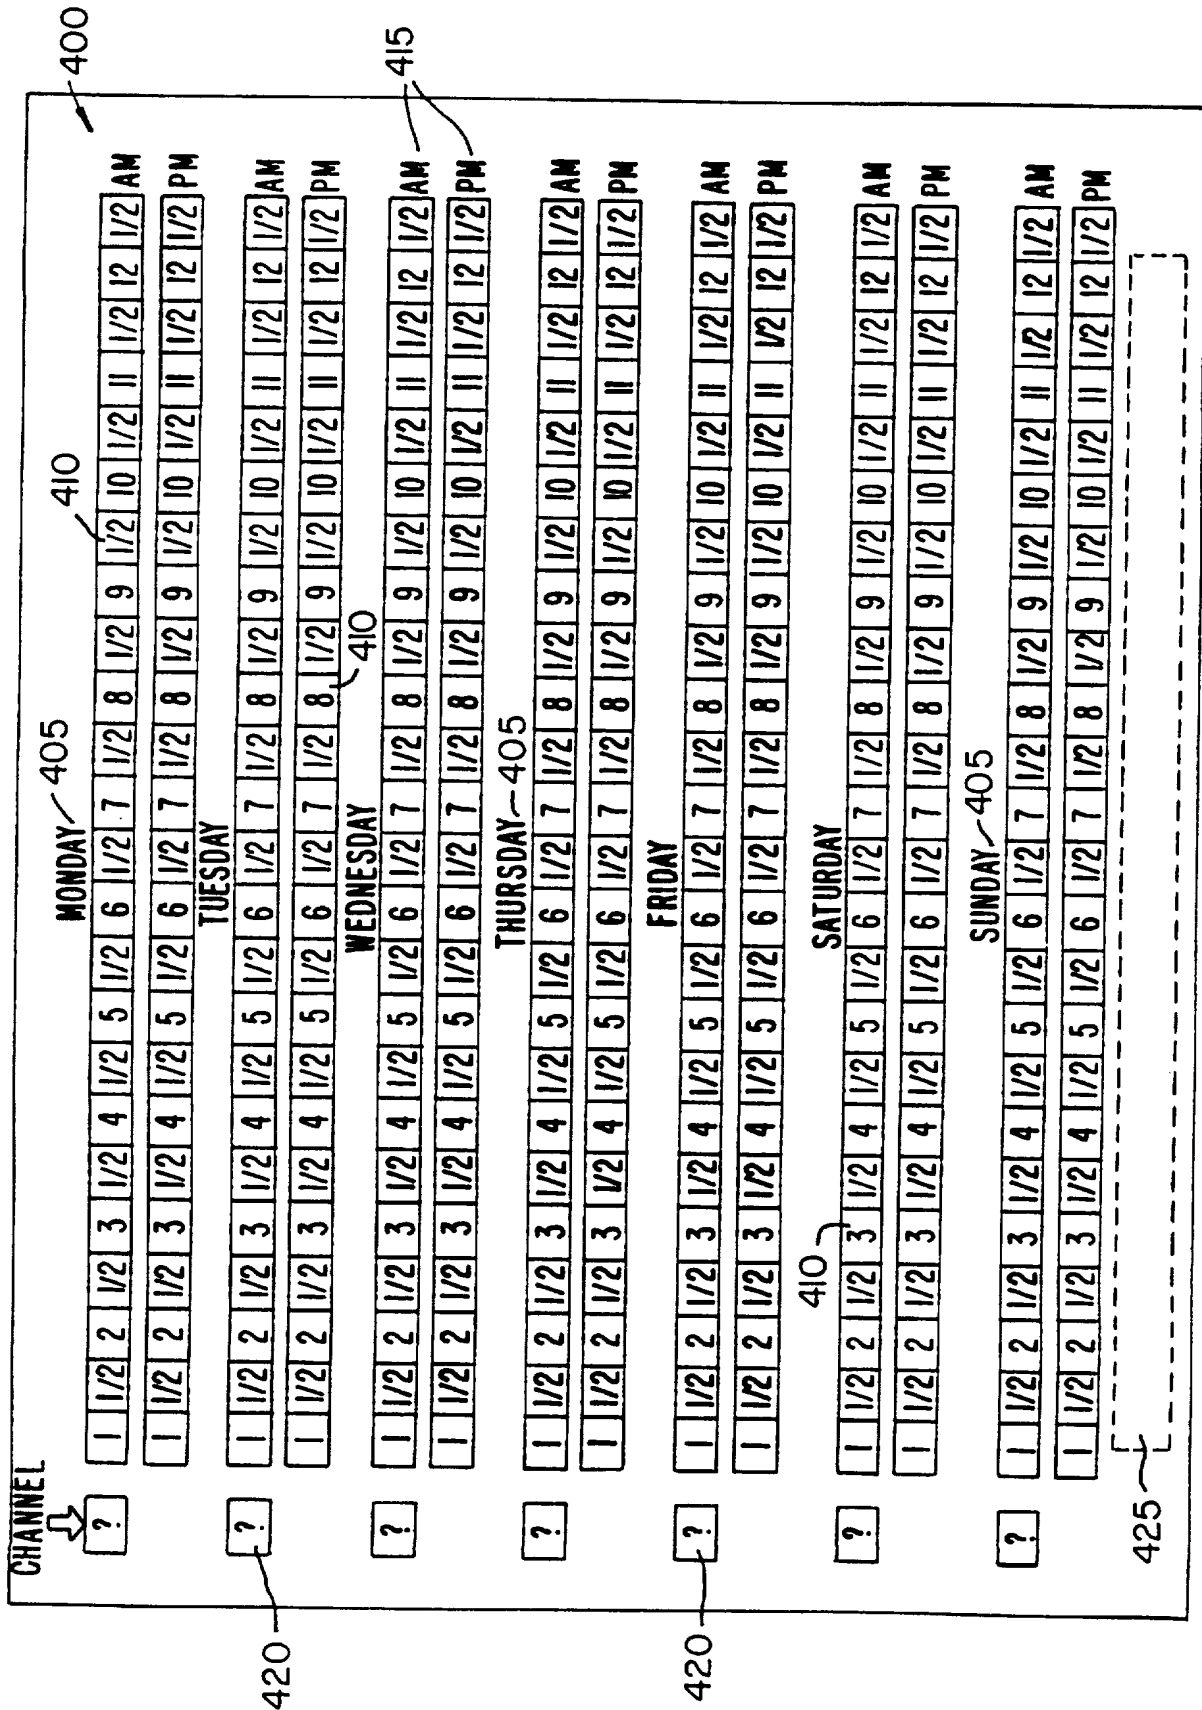 400
CHANNEL
MONDAY 405
410
? 1 1/2 2 1/2 3 1/2 4 1/2 5 1/2 6 1/2 7 1/2 8 1/2 9 1/2 10 1/2 11 1/2 12 1/2 AM
1 1/2 2 1/2 3 1/2 4 1/2 5 1/2 6 1/2 7 1/2 8 1/2 9 1/2 10 1/2 11 1/2 12 1/2 PM
TUESDAY
? 1 1/2 2 1/2 3 1/2 4 1/2 5 1/2 6 1/2 7 1/2 8 1/2 9 1/2 10 1/2 11 1/2 12 1/2 AM
420
1 1/2 2 1/2 3 1/2 4 1/2 5 1/2 6 1/2 7 1/2 8 1/2 9 1/2 10 1/2 11 1/2 12 1/2 PM
410
WEDNESDAY
415
? 1 1/2 2 1/2 3 1/2 4 1/2 5 1/2 6 1/2 7 1/2 8 1/2 9 1/2 10 1/2 11 1/2 12 1/2 AM
1 1/2 2 1/2 3 1/2 4 1/2 5 1/2 6 1/2 7 1/2 8 1/2 9 1/2 10 1/2 11 1/2 12 1/2 PM
THURSDAY 405
? 1 1/2 2 1/2 3 1/2 4 1/2 5 1/2 6 1/2 7 1/2 8 1/2 9 1/2 10 1/2 11 1/2 12 1/2 AM
1 1/2 2 1/2 3 1/2 4 1/2 5 1/2 6 1/2 7 1/2 8 1/2 9 1/2 10 1/2 11 1/2 12 1/2 PM
FRIDAY
? 1 1/2 2 1/2 3 1/2 4 1/2 5 1/2 6 1/2 7 1/2 8 1/2 9 1/2 10 1/2 11 1/2 12 1/2 AM
420
1 1/2 2 1/2 3 1/2 4 1/2 5 1/2 6 1/2 7 1/2 8 1/2 9 1/2 10 1/2 11 1/2 12 1/2 PM
410
SATURDAY
? 1 1/2 2 1/2 3 1/2 4 1/2 5 1/2 6 1/2 7 1/2 8 1/2 9 1/2 10 1/2 11 1/2 12 1/2 AM
1 1/2 2 1/2 3 1/2 4 1/2 5 1/2 6 1/2 7 1/2 8 1/2 9 1/2 10 1/2 11 1/2 12 1/2 PM
SUNDAY 405
? 1 1/2 2 1/2 3 1/2 4 1/2 5 1/2 6 1/2 7 1/2 8 1/2 9 1/2 10 1/2 11 1/2 12 1/2 AM
1 1/2 2 1/2 3 1/2 4 1/2 5 1/2 6 1/2 7 1/2 8 1/2 9 1/2 10 1/2 11 1/2 12 1/2 PM
425